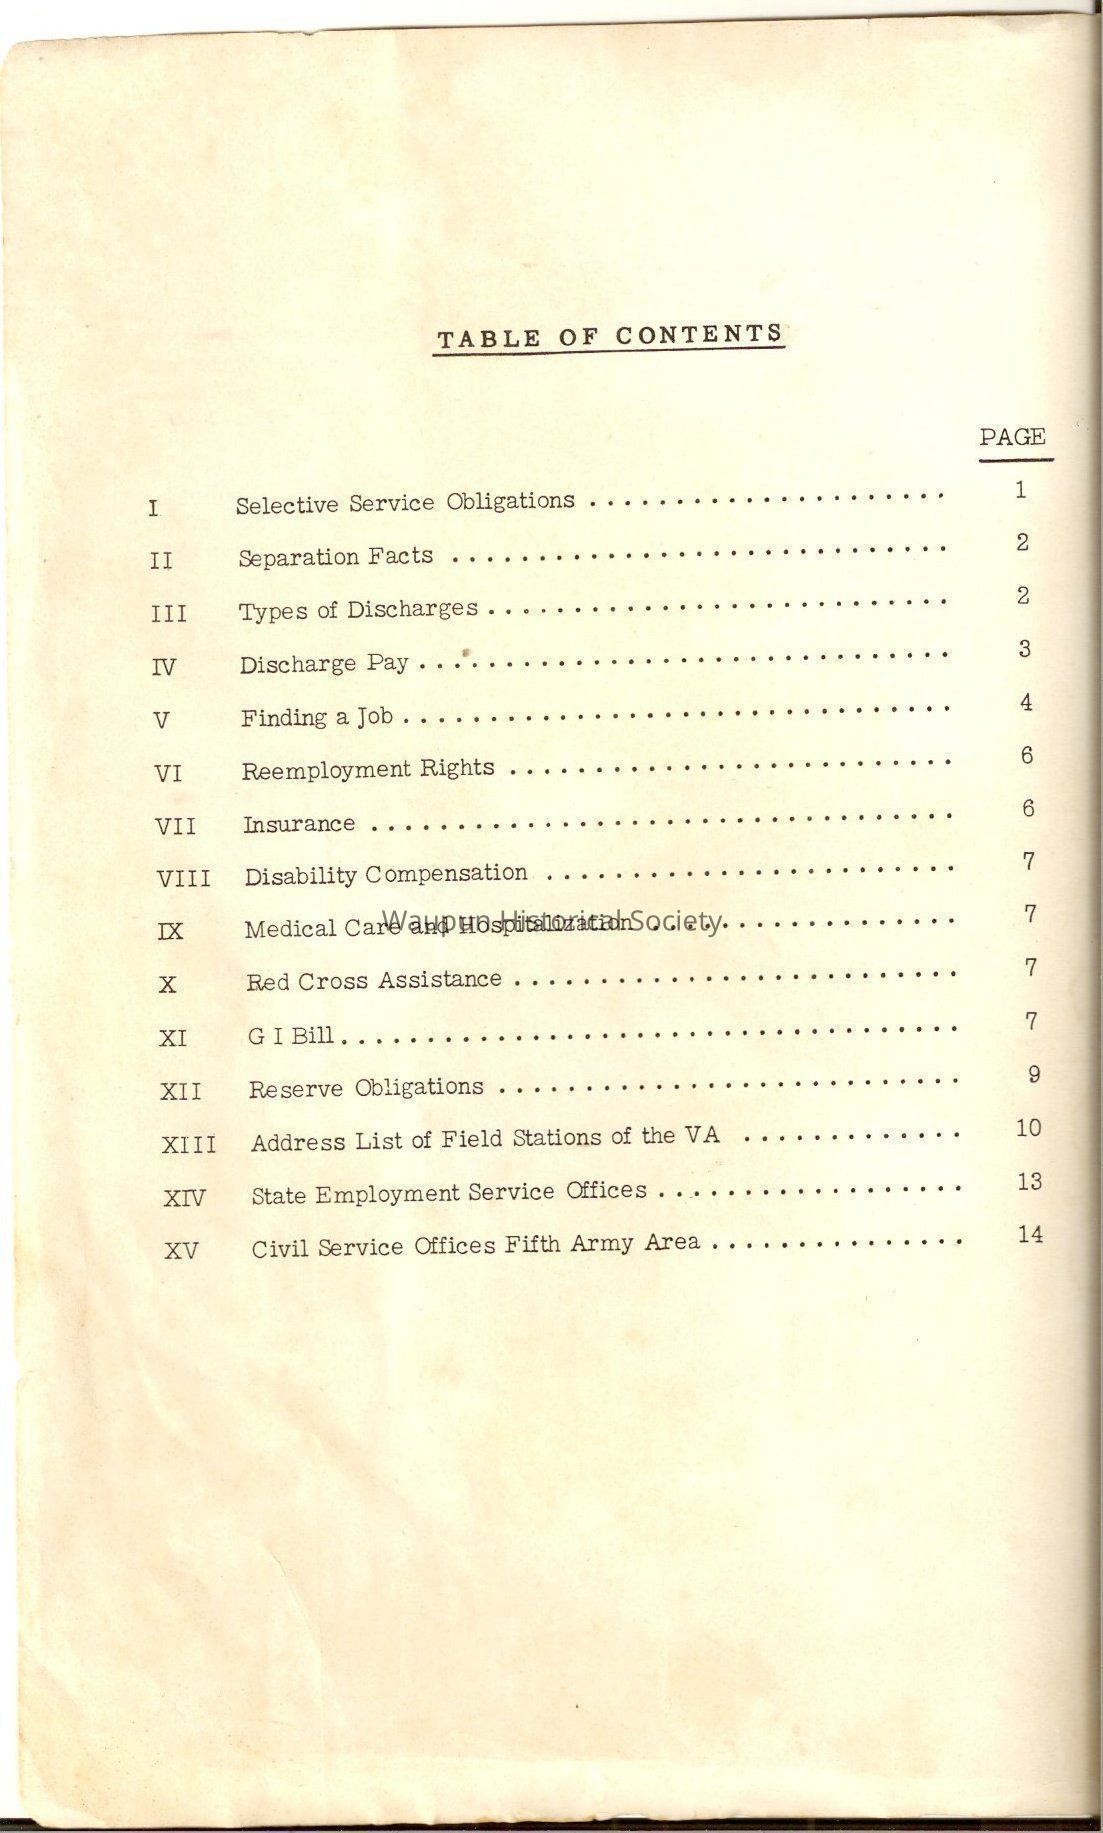 TABLE OF CONTENTS
PAGE
I Selective Service Obligations . . . . . . . . . . . . . . . . . . . . . 1
II Separation Facts . . . . . . . . . . . . . . . . . . . . . . . . . . . . . 2
III Types of Discharges . . . . . . . . . . . . . . . . . . . . . . . . . . . 2
IV Discharge Pay . . . . . . . . . . . . . . . . . . . . . . . . . . . . . . . 3
V Finding a Job . . . . . . . . . . . . . . . . . . . . . . . . . . . . . . . . 4
VI Reemployment Rights . . . . . . . . . . . . . . . . . . . . . . . . . . 6
VII Insurance . . . . . . . . . . . . . . . . . . . . . . . . . . . . . . . . . . 6
VIII Disability Compensation . . . . . . . . . . . . . . . . . . . . . . . . 7
IX Medical Care and Hospitalization . . . . . . . . . . . . . . . . . . 7
Waupun Historical Society
X Red Cross Assistance . . . . . . . . . . . . . . . . . . . . . . . . . . 7
XI G I Bill . . . . . . . . . . . . . . . . . . . . . . . . . . . . . . . . . . . . 7
XII Reserve Obligations . . . . . . . . . . . . . . . . . . . . . . . . . . . 9
XIII Address List of Field Stations of the VA . . . . . . . . . . . . . 10
XIV State Employment Service Offices . . . . . . . . . . . . . . . . . . 13
XV Civil Service Offices Fifth Army Area . . . . . . . . . . . . . . . 14